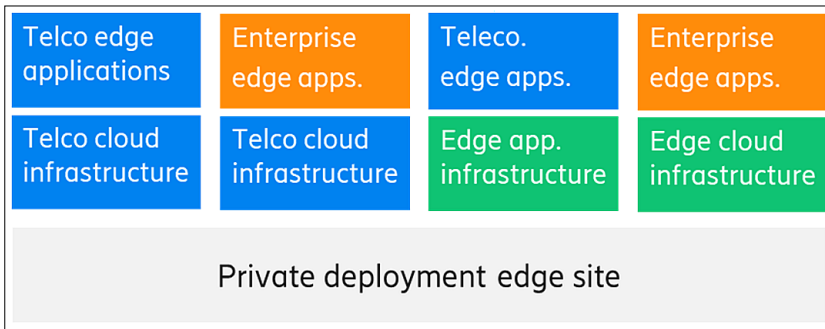 Telco edge
applications
Enterprise
edge apps.
Teleco.
edge apps.
Enterprise
edge apps.
Telco cloud
infrastructure
Telco cloud
infrastructure
Edge app.
infrastructure
Edge cloud
infrastructure
Private deployment edge site